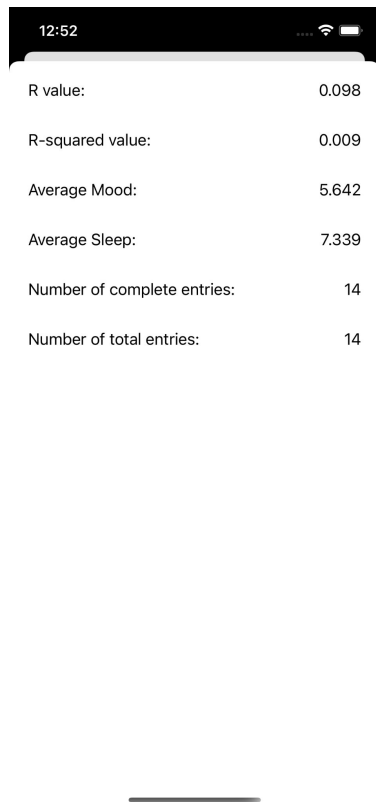 12:52
R value: 0.098
R-squared value: 0.009
Average Mood: 5.642
Average Sleep: 7.339
Number of complete entries: 14
Number of total entries: 14